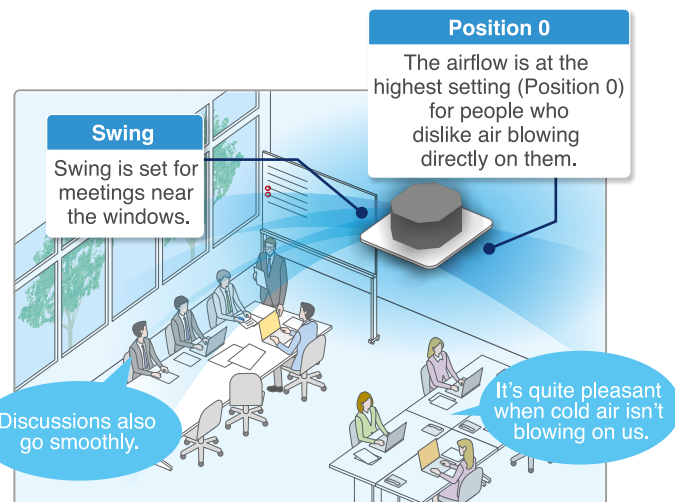 Position 0
The airflow is at the
highest setting (Position 0)
for people who
dislike air blowing
directly on them.
Swing
Swing is set for
meetings near
the windows.
Discussions also
go smoothly.
It's quite pleasant
when cold air isn't
blowing on us.